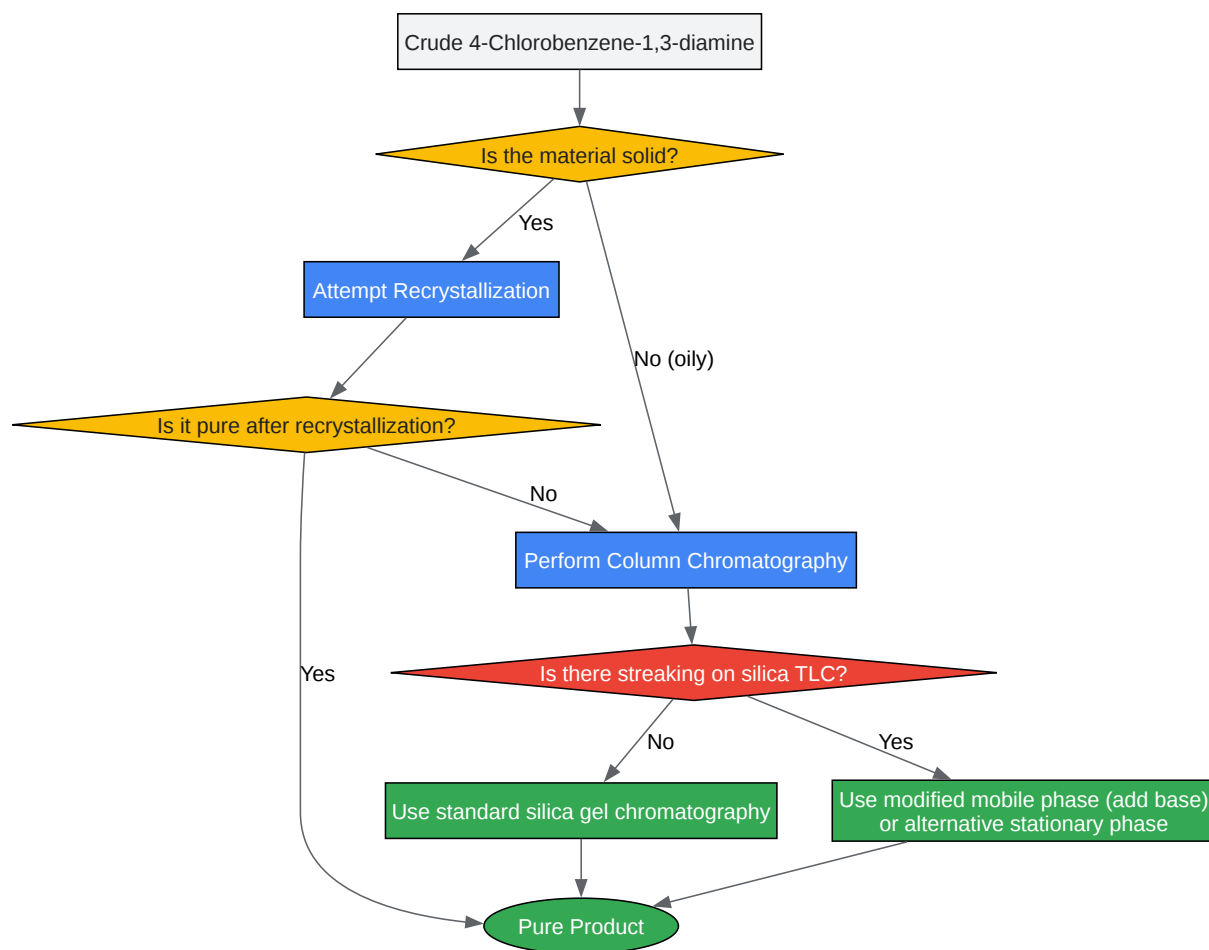 Crude 4-Chlorobenzene-1,3-diamine
Is the material solid?
Yes
Attempt Recrystallization
No (oily)
Is it pure after recrystallization?
No
Perform Column Chromatography
Yes
Is there streaking on silica TLC?
No
Yes
Use standard silica gel chromatography
Use modified mobile phase (add base)
or alternative stationary phase
Pure Product